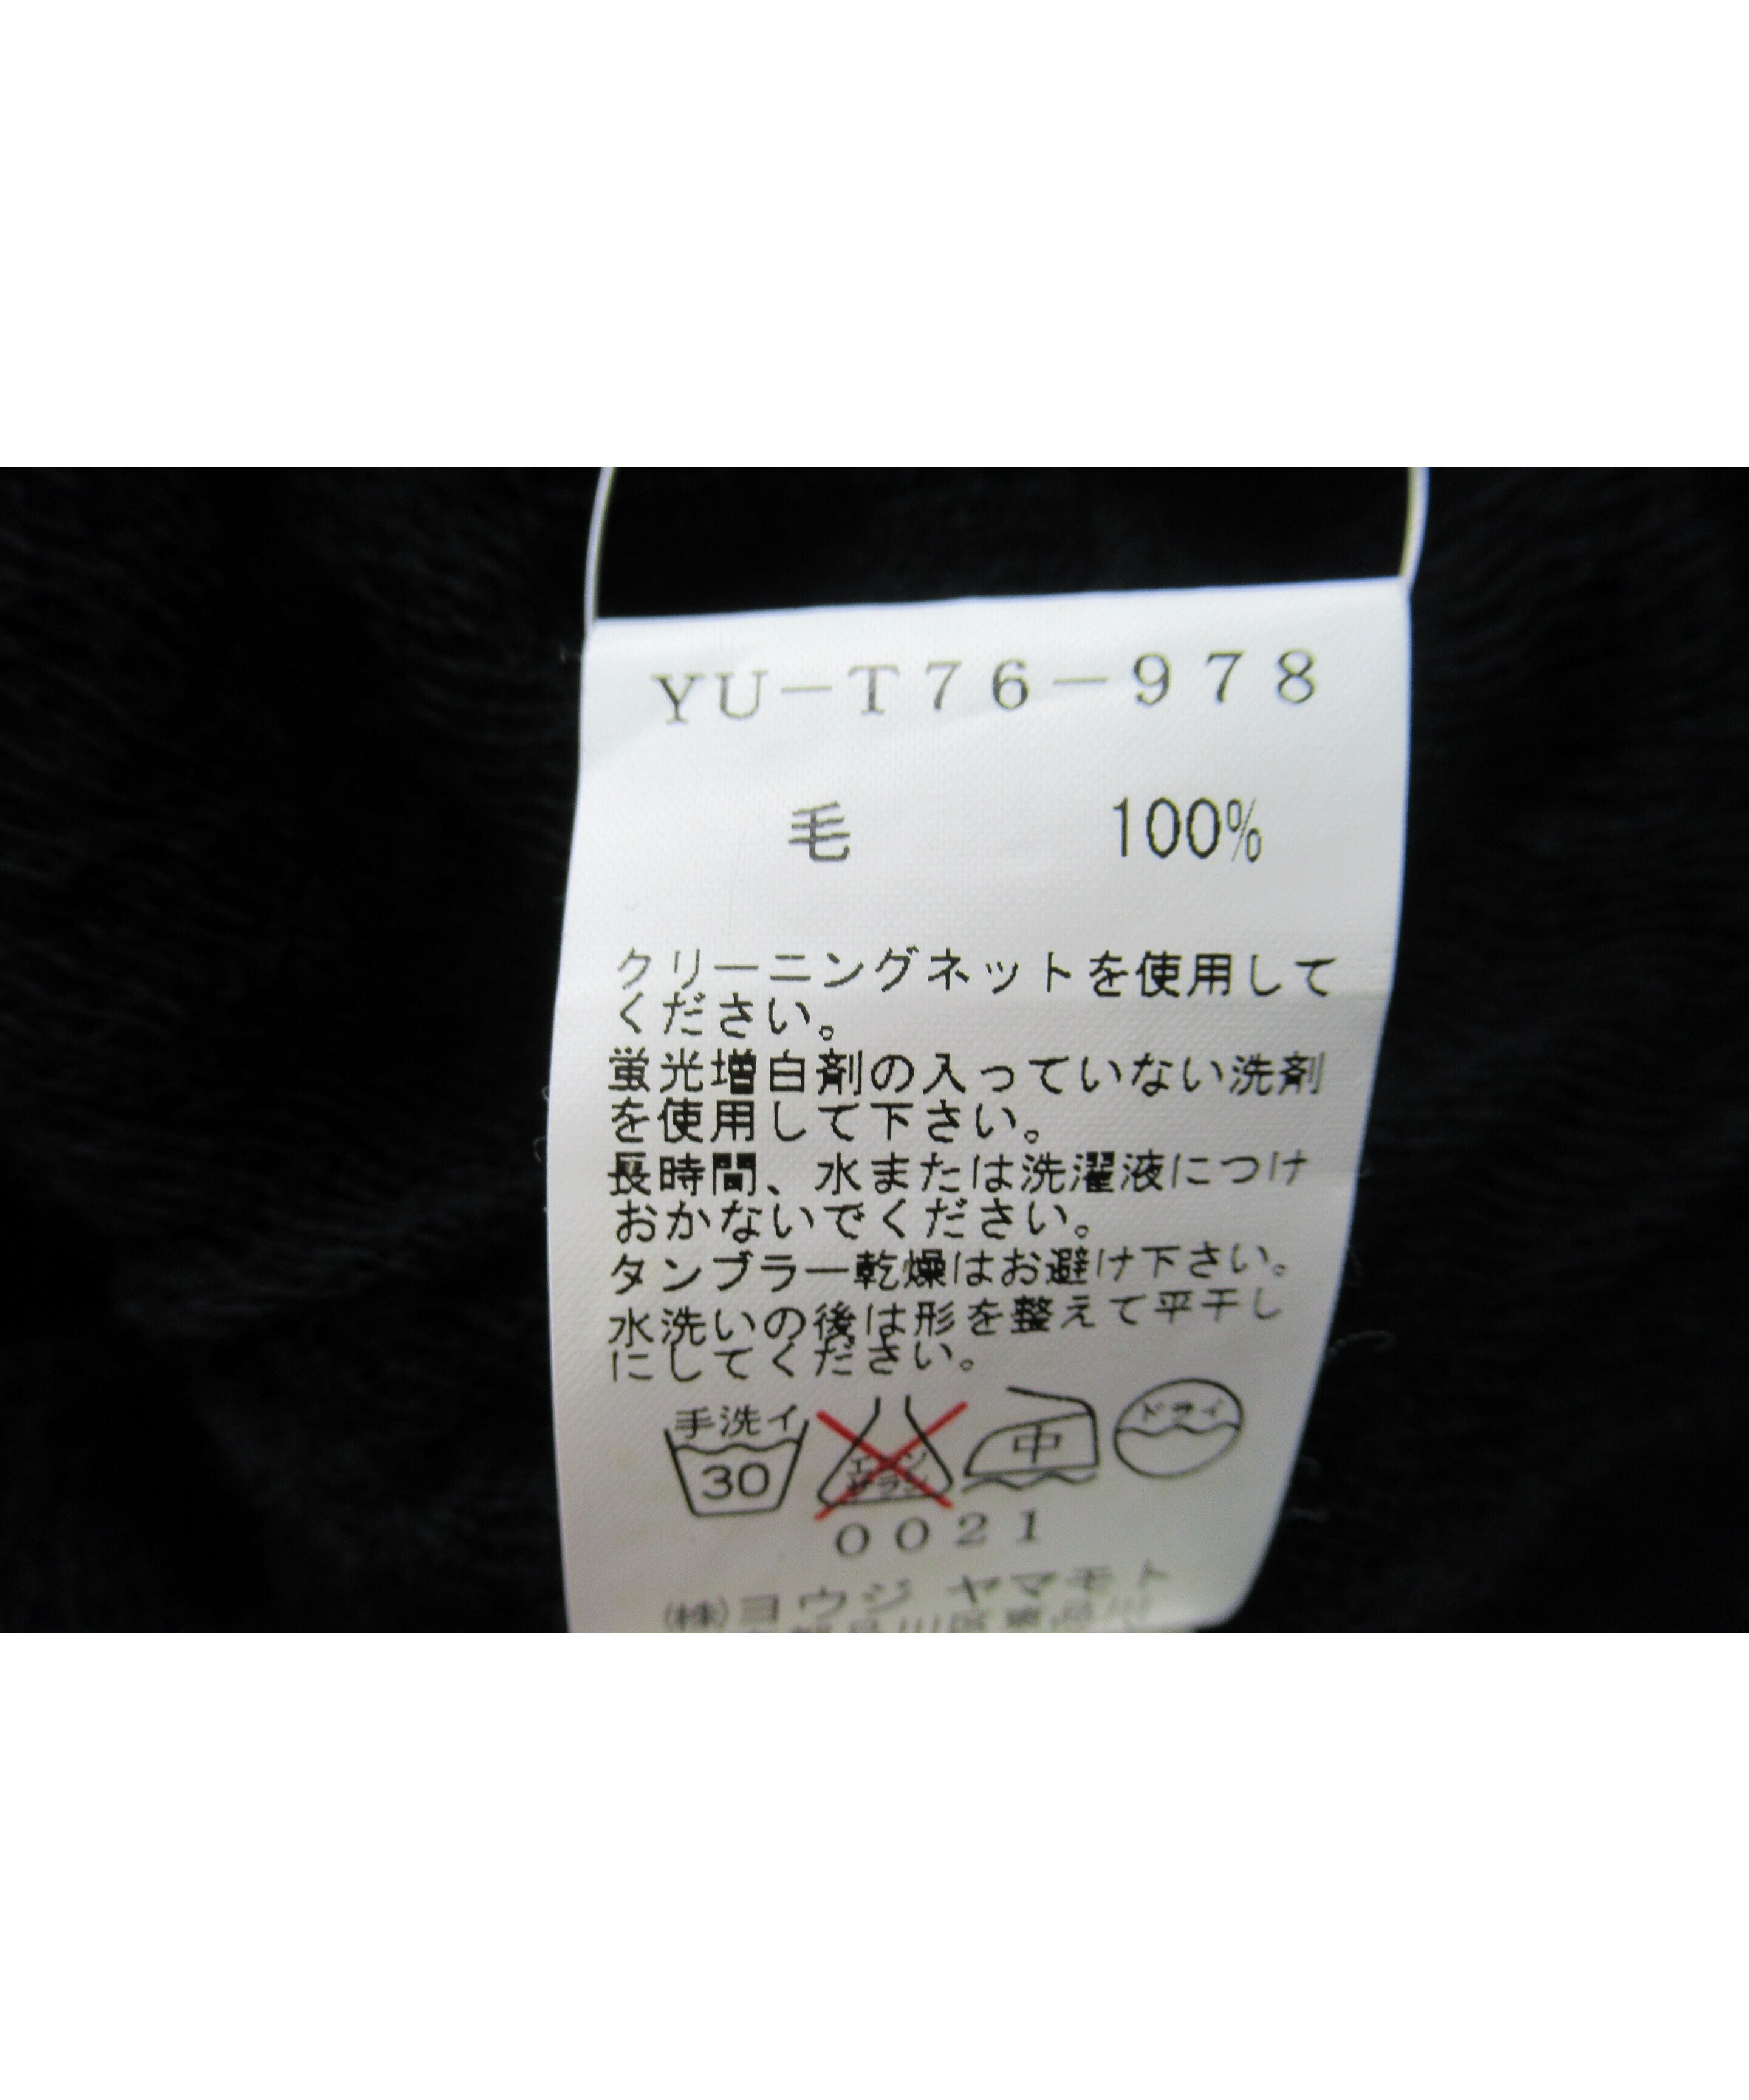 YU－T76－978
毛 100%
クリーニングネットを使用して
ください。
蛍光増白剤の入っていない洗剤
を使用して下さい。
長時間、水または洗濯液につけ
おかないでください。
タンブラー乾燥はお避け下さい。
水洗いの後は形を整えて平干し
にしてください。
手洗イ
30
エンソ
サラシ
中
ドライ
0021
(株)ヨウジ ヤマモト